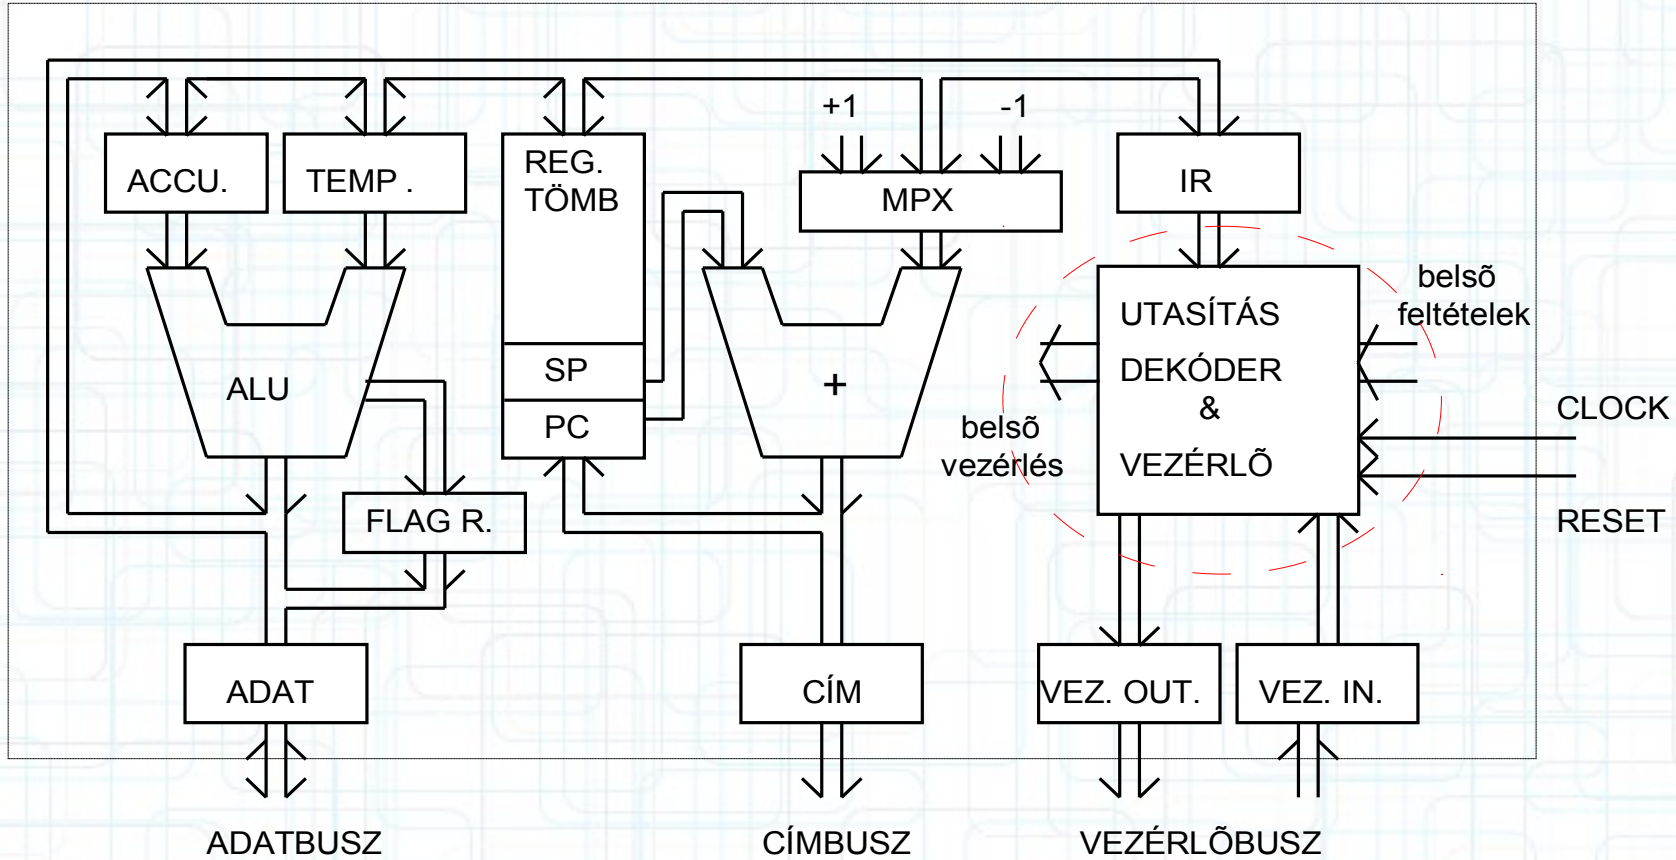 +1
-1
ACCU.
TEMP .
REG.
TÖMB
MPX
IR
belsõ
feltételek
UTASÍTÁS
SP
DEKÓDER
ALU
+
&
CLOCK
PC
belsõ
vezérlés
VEZÉRLÕ
FLAG R.
RESET
ADAT
CÍM
VEZ. OUT.
VEZ. IN.
ADATBUSZ
CÍMBUSZ
VEZÉRLÕBUSZ